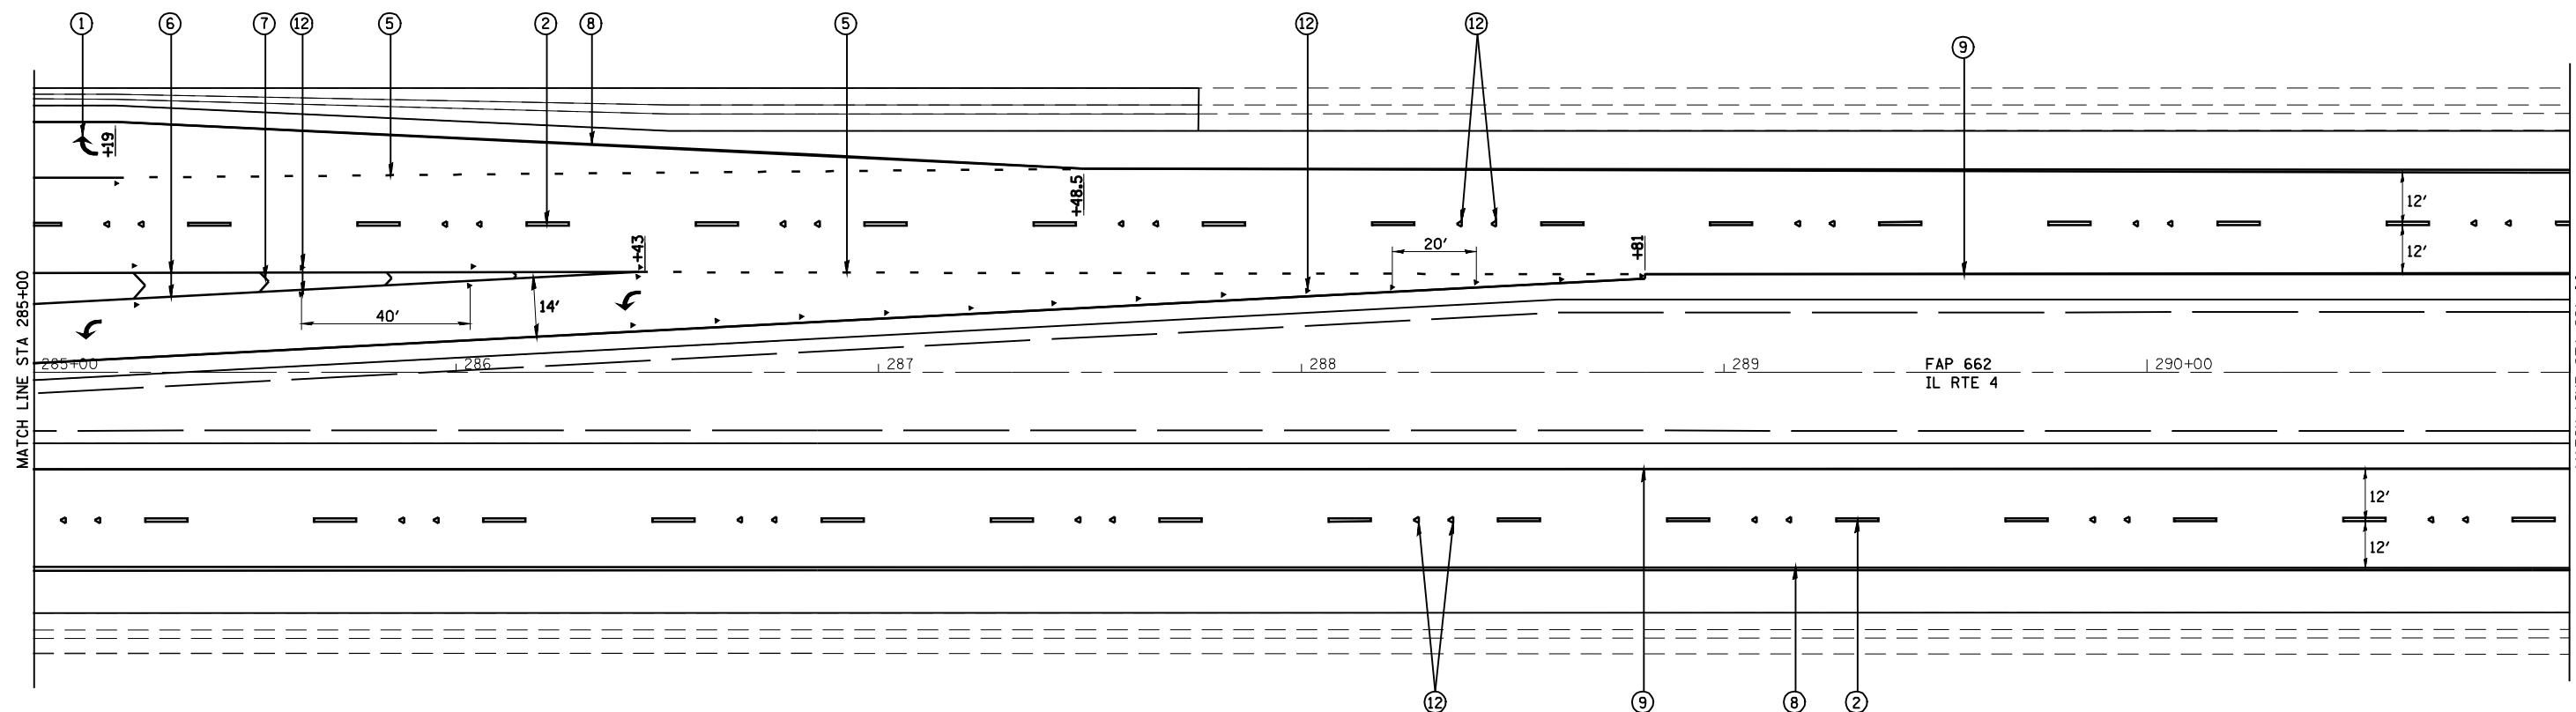 1 6 7 12 5 2 8 5 12 12 9
+19
+48.5
12'
+43
20'
+81
12'
14'
40'
MATCH LINE STA 285+00
285+00 286 287 288 289 FAP 662 290+00
IL RTE 4
12'
12'
12 9 8 2